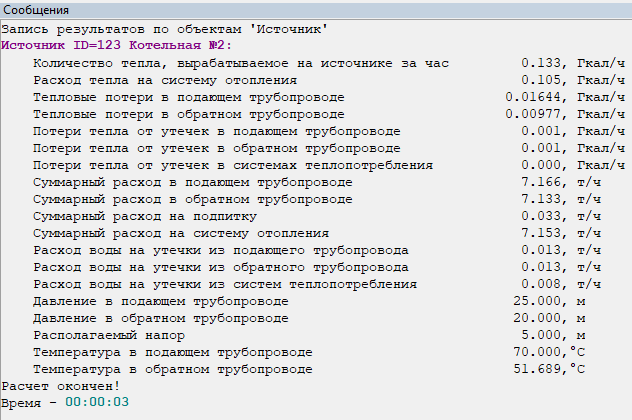 Сообщения
Запись результатов по объектам 'Источник'
Источник ID=123 Котельная №2:
Количество тепла, вырабатываемое на источнике за час 0.133, Гкал/ч
Расход тепла на систему отопления 0.105, Гкал/ч
Тепловые потери в подающем трубопроводе 0.01644, Гкал/ч
Тепловые потери в обратном трубопроводе 0.00977, Гкал/ч
Потери тепла от утечек в подающем трубопроводе 0.001, Гкал/ч
Потери тепла от утечек в обратном трубопроводе 0.001, Гкал/ч
Потери тепла от утечек в системах теплопотребления 0.000, Гкал/ч
Суммарный расход в подающем трубопроводе 7.166, т/ч
Суммарный расход в обратном трубопроводе 7.133, т/ч
Суммарный расход на подпитку 0.033, т/ч
Суммарный расход на систему отопления 7.153, т/ч
Расход воды на утечки из подающего трубопровода 0.013, т/ч
Расход воды на утечки из обратного трубопровода 0.013, т/ч
Расход воды на утечки из систем теплопотребления 0.008, т/ч
Давление в подающем трубопроводе 25.000, м
Давление в обратном трубопроводе 20.000, м
Располагаемый напор 5.000, м
Температура в подающем трубопроводе 70.000,°C
Температура в обратном трубопроводе 51.689,°C
Расчет окончен!
Время - 00:00:03